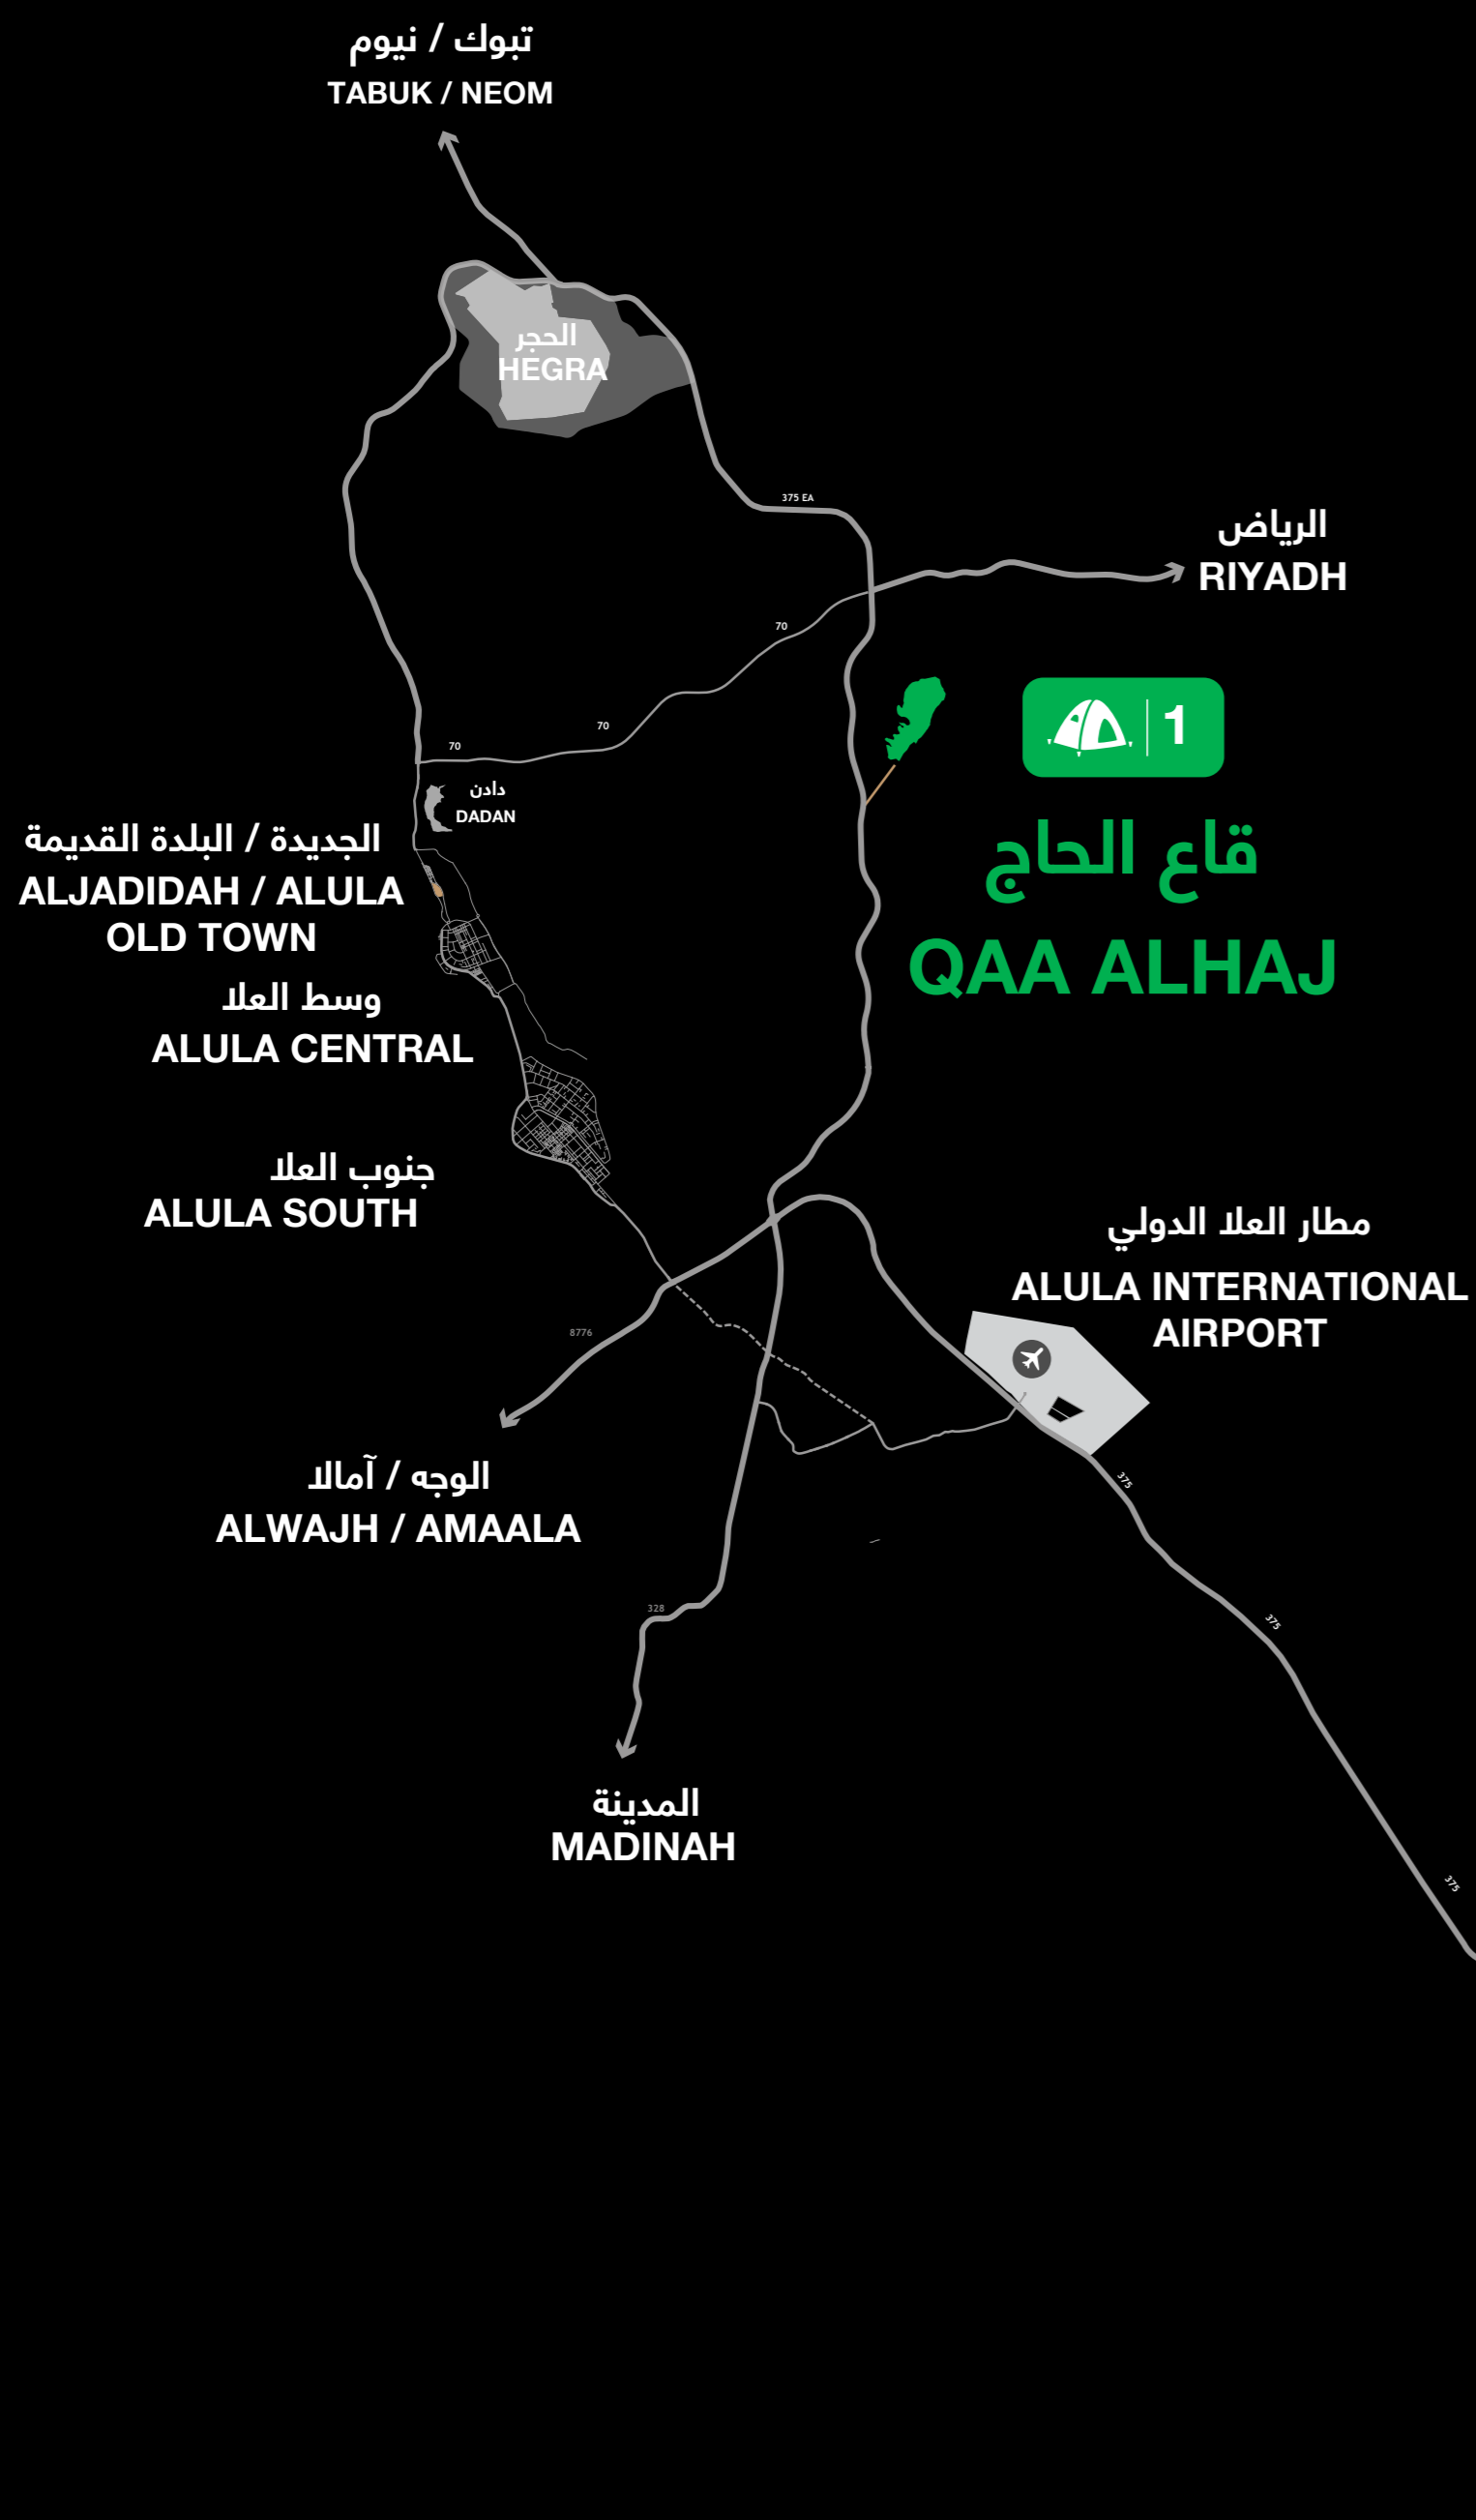 تبوك / نيوم
TABUK / NEOM
الحجر
HEGRA
375 EA
الرياض
RIYADH
70
70
70
1
دادن
DADAN
قاع الحاج
QAA ALHAJ
الجديدة / البلدة القديمة
ALJADIDAH / ALULA
OLD TOWN
وسط العلا
ALULA CENTRAL
جنوب العلا
ALULA SOUTH
مطار العلا الدولي
ALULA INTERNATIONAL
AIRPORT
8776
الوجه / آمالا
ALWAJH / AMAALA
375
328
375
المدينة
MADINAH
375